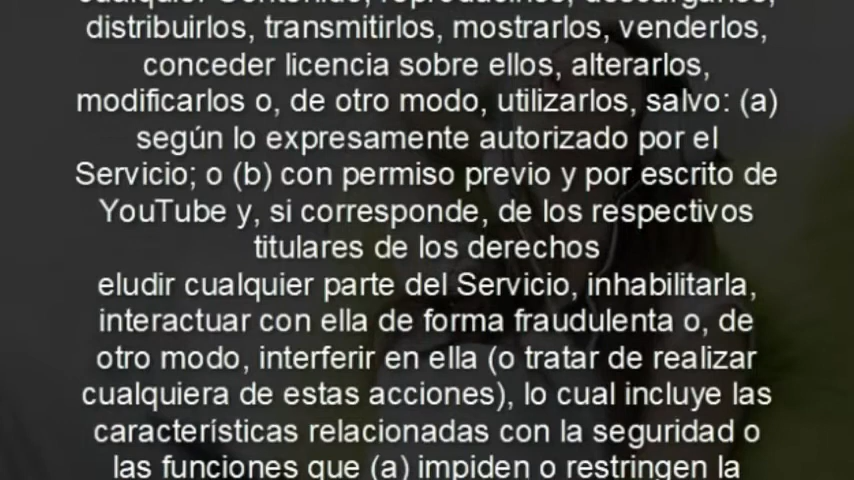 cualquier Contenido, reproducirlos, descargarlos,
distribuirlos, transmitirlos, mostrarlos, venderlos,
conceder licencia sobre ellos, alterarlos,
modificarlos o, de otro modo, utilizarlos, salvo: (a)
según lo expresamente autorizado por el
Servicio; o (b) con permiso previo y por escrito de
YouTube y, si corresponde, de los respectivos
titulares de los derechos
eludir cualquier parte del Servicio, inhabilitarla,
interactuar con ella de forma fraudulenta o, de
otro modo, interferir en ella (o tratar de realizar
cualquiera de estas acciones), lo cual incluye las
características relacionadas con la seguridad o
las funciones que (a) impiden o restringen la